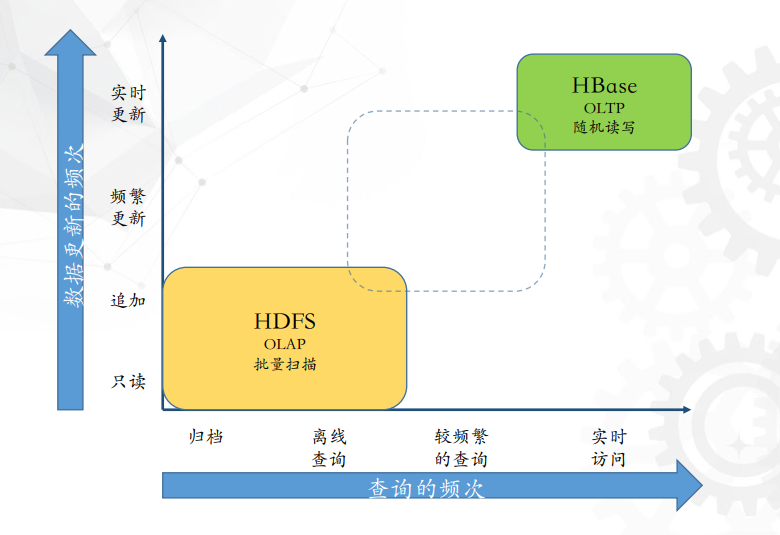 数据更新的频次
实时
更新
频繁
更新
追加
只读
HBase
OLTP
随机读写
HDFS
OLAP
批量扫描
归档
离线
查询
较频繁
的查询
实时
访问
查询的频次